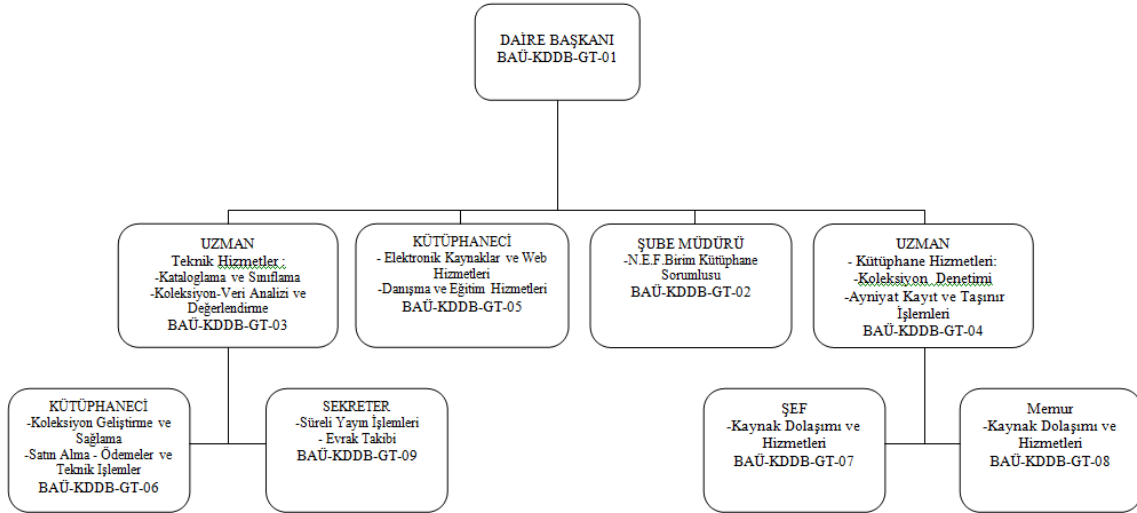 DAİRE BAŞKANI
BAÜ-KDDB-GT-01
UZMAN
Teknik Hizmetler :
-Kataloglama ve Sınıflama
-Koleksiyon-Veri Analizi ve
Değerlendirme
BAÜ-KDDB-GT-03
KÜTÜPHANECİ
- Elektronik Kaynaklar ve Web
Hizmetleri
-Danışma ve Eğitim Hizmetleri
BAÜ-KDDB-GT-05
ŞUBE MÜDÜRÜ
-N.E.F.Birim Kütüphane
Sorumlusu
BAÜ-KDDB-GT-02
UZMAN
- Kütüphane Hizmetleri:
-Koleksiyon Denetimi
-Ayniyat Kayıt ve Taşınır
İşlemleri
BAÜ-KDDB-GT-04
KÜTÜPHANECİ
-Koleksiyon Geliştirme ve
Sağlama
-Satın Alma - Ödemeler ve
Teknik İşlemler
BAÜ-KDDB-GT-06
SEKRETER
-Süreli Yayın İşlemleri
- Evrak Takibi
BAÜ-KDDB-GT-09
ŞEF
-Kaynak Dolaşımı ve
Hizmetleri
BAÜ-KDDB-GT-07
Memur
-Kaynak Dolaşımı ve
Hizmetleri
BAÜ-KDDB-GT-08